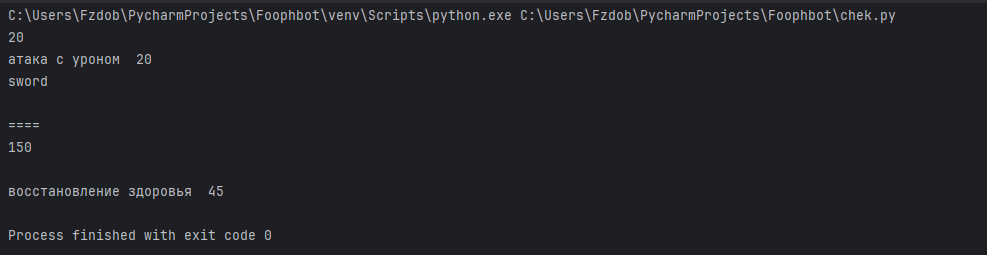 C:\Users\Fzdob\PycharmProjects\Foophbot\venv\Scripts\python.exe C:\Users\Fzdob\PycharmProjects\Foophbot\chek.py
20
атака с уроном  20
sword
====
150
восстановление здоровья  45
Process finished with exit code 0